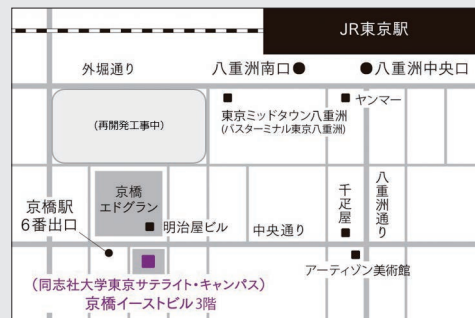 JR東京駅
外堀通り
八重洲南口●
●八重洲中央口
(再開発工事中)
東京ミッドタウン八重洲
(バスターミナル東京八重洲)
ヤンマー
京橋
エドグラン
京橋駅
6番出口
明治屋ビル
中央通り
千疋屋
八重洲通り
アーティゾン美術館
(同志社大学東京サテライト・キャンパス)
京橋イーストビル3階